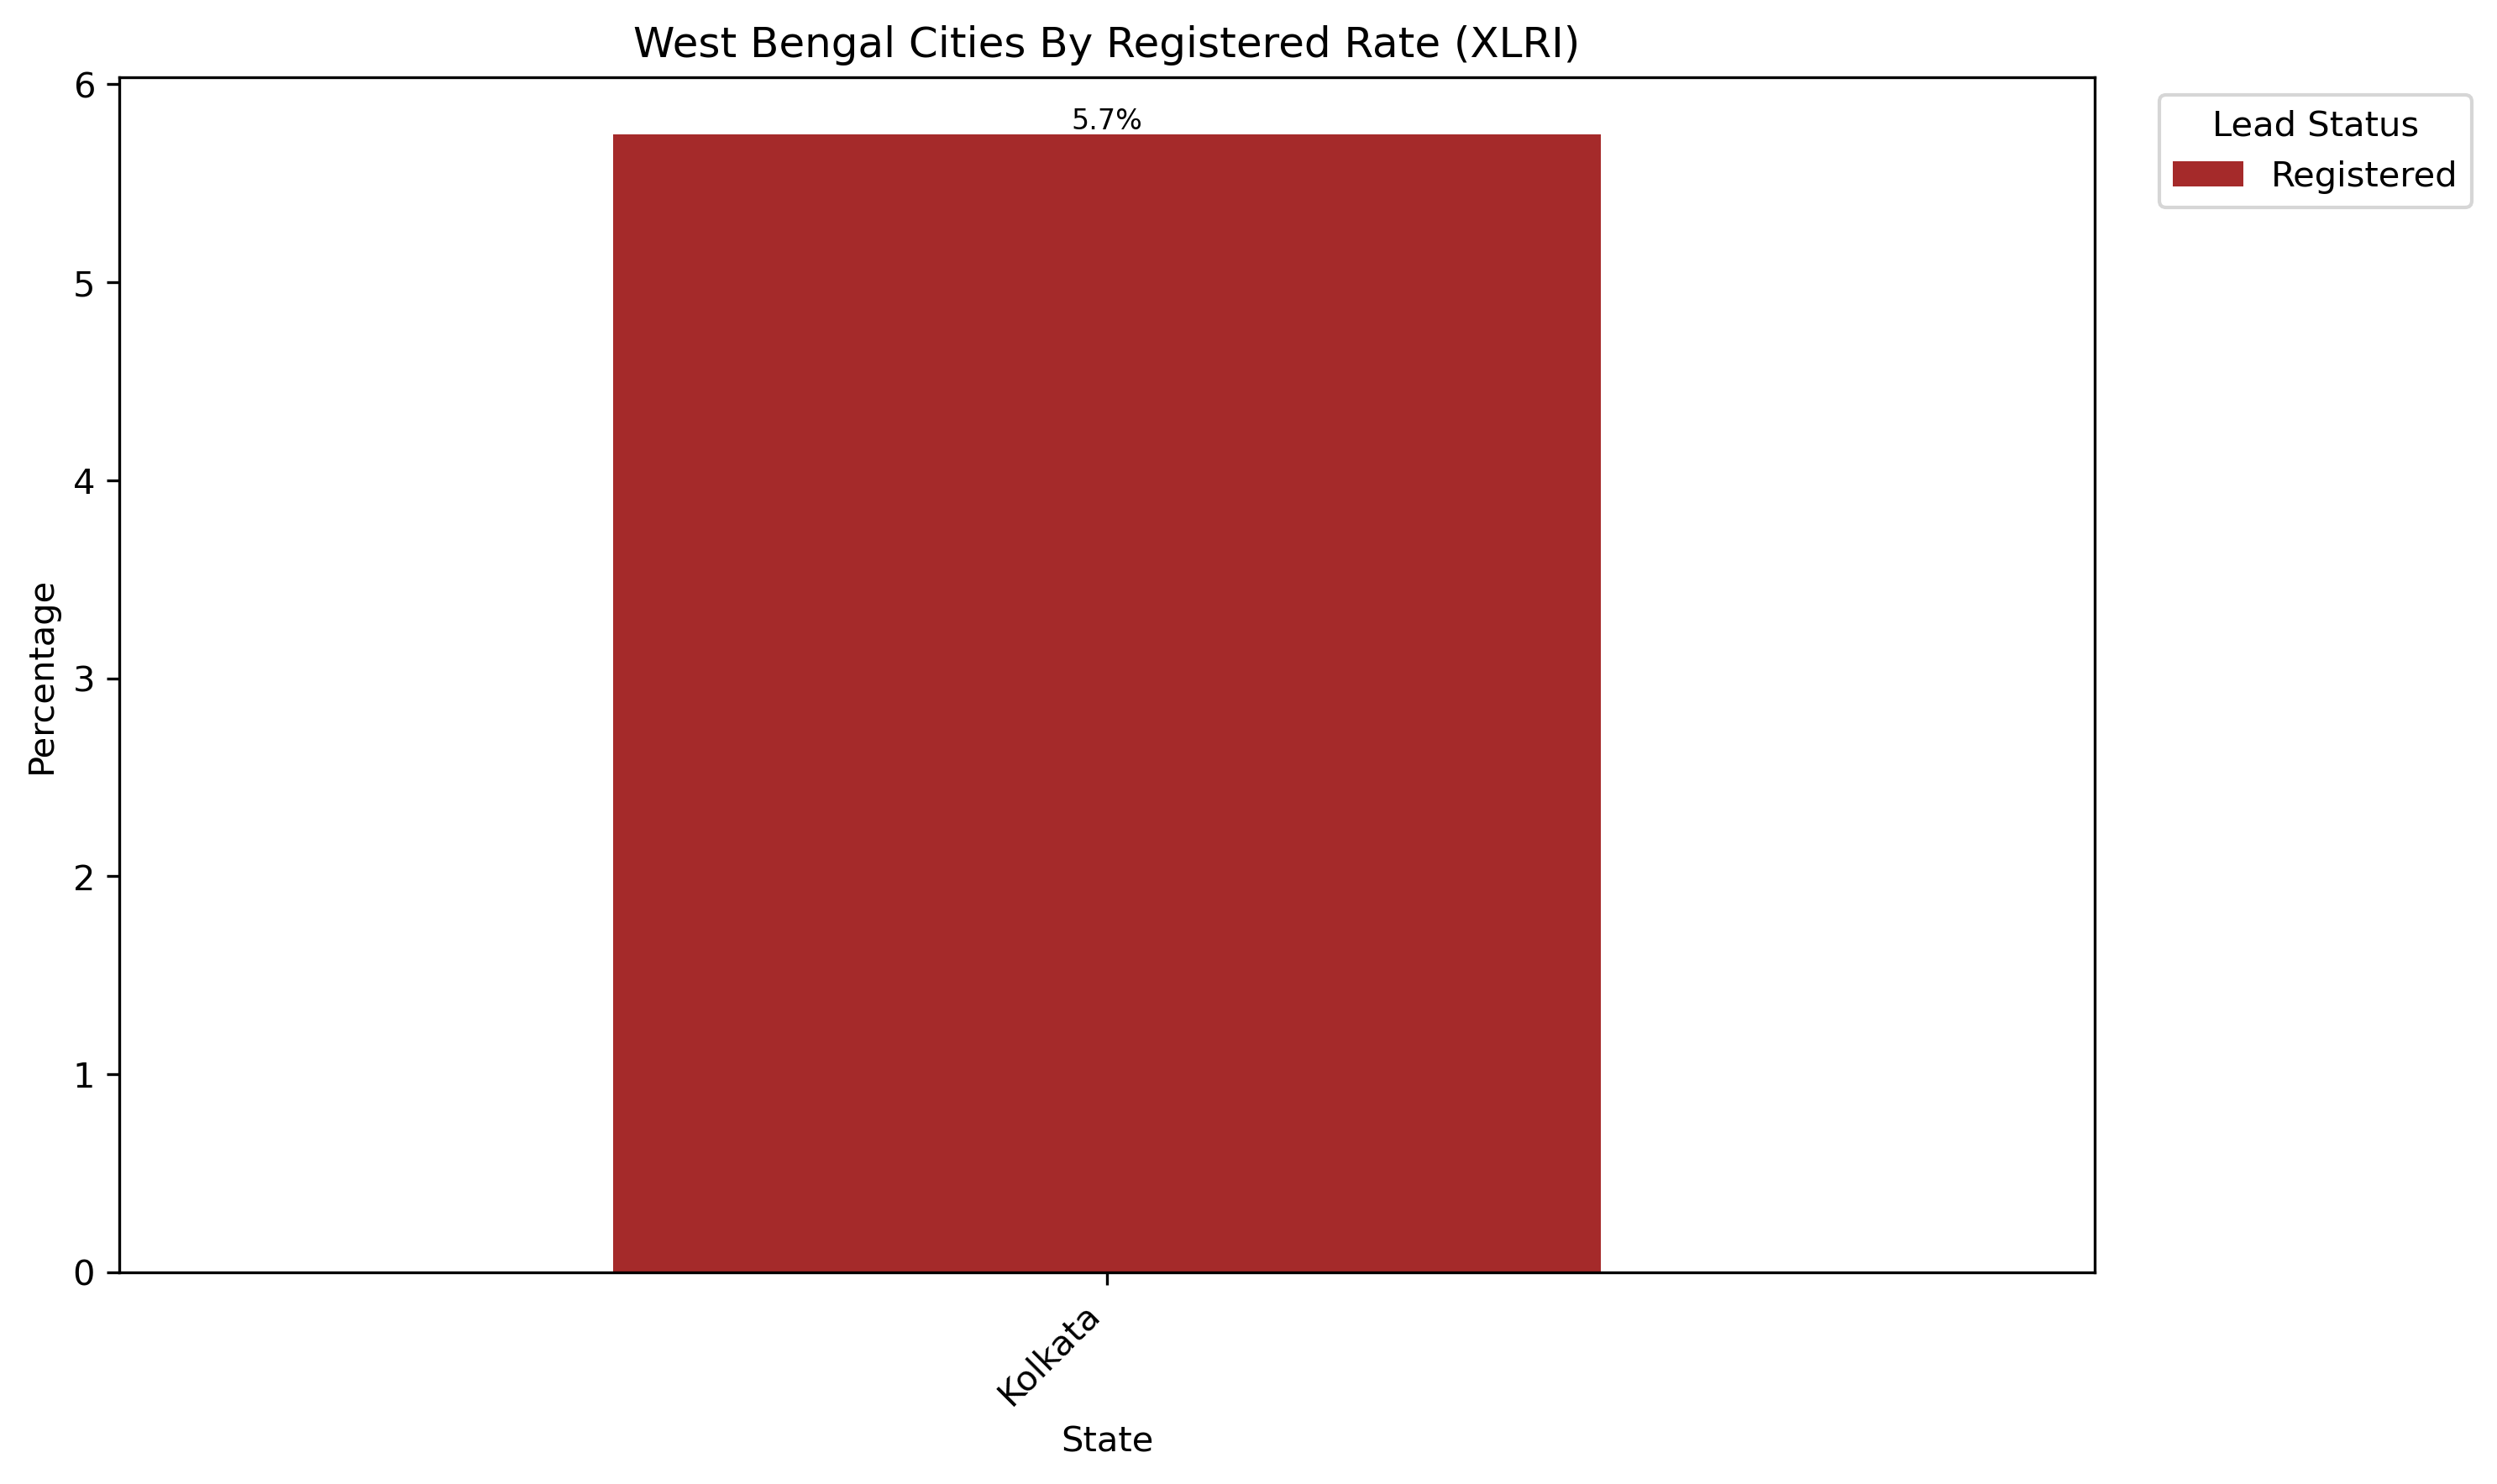 West Bengal Cities By Registered Rate (XLRI)
6
5
4
3
2
1
0
Percentage
5.7%
Lead Status
Registered
Kolkata
State